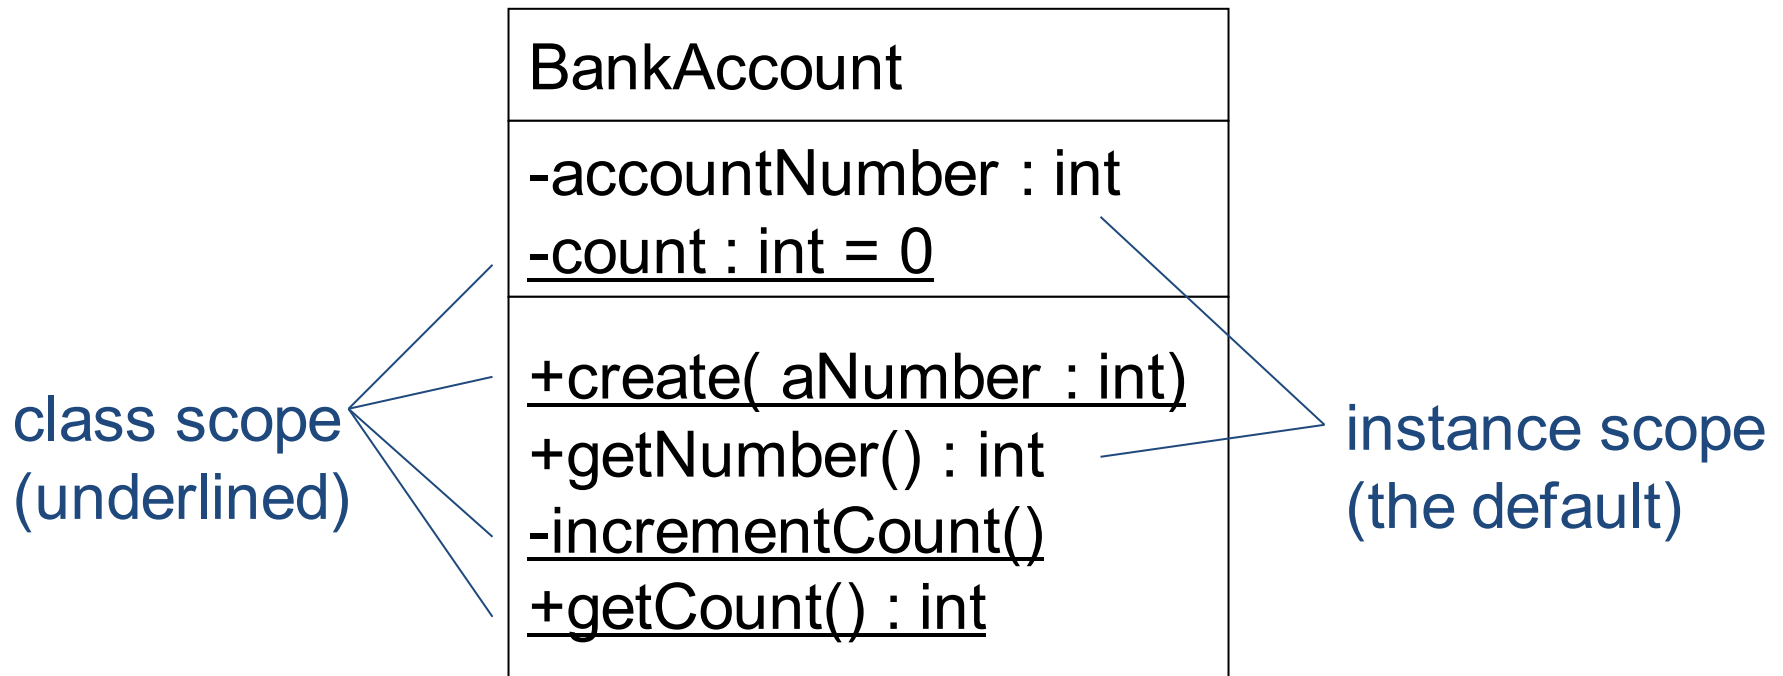 BankAccount
-accountNumber : int
-count : int = 0
+create( aNumber : int)
+getNumber() : int
-incrementCount()
+getCount() : int
class scope
(underlined)
instance scope
(the default)